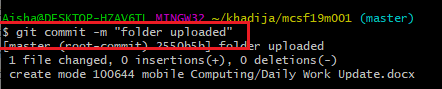 Aisha@DESKTOP-HZAV6TL MINGW32 ~/khadija/mcsf19m001 (master)
$ git commit -m "folder uploaded"
[master (root-commit) 2550b5b] folder uploaded
1 file changed, 0 insertions(+), 0 deletions(-)
create mode 100644 mobile Computing/Daily Work Update.docx